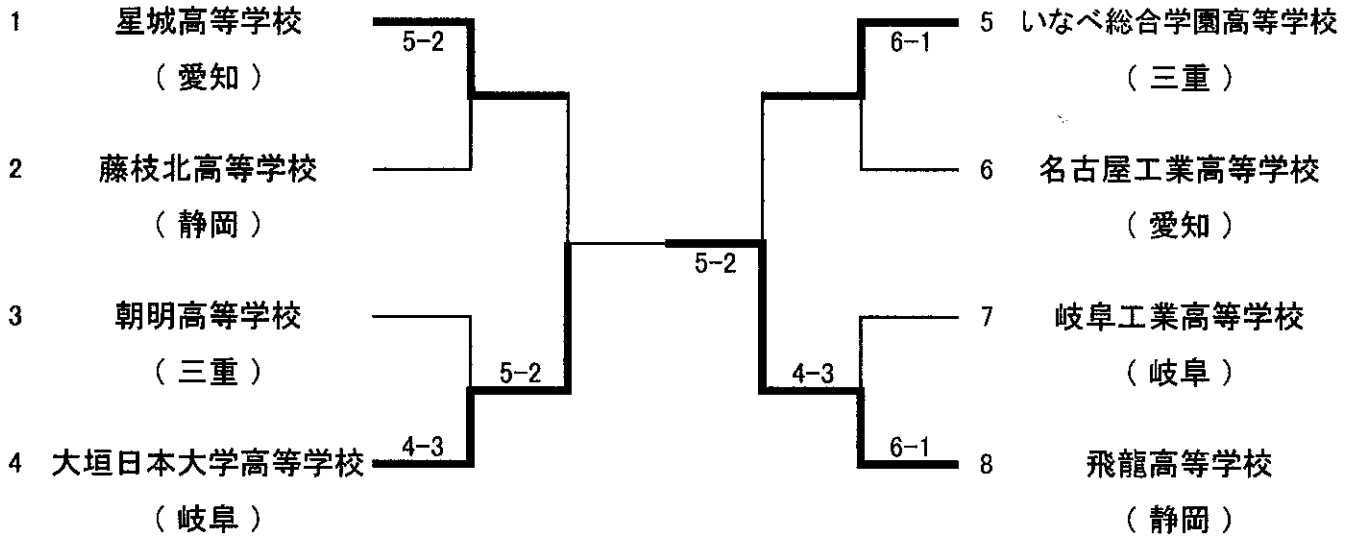 1 星城高等学校
5-2
（ 愛知 ）
2 藤枝北高等学校
（ 静岡 ）
3 朝明高等学校
（ 三重 ）
5-2
4 大垣日本大学高等学校
4-3
（ 岐阜 ）
5-2
5 いなべ総合学園高等学校
6-1
（ 三重 ）
6 名古屋工業高等学校
（ 愛知 ）
7 岐阜工業高等学校
（ 岐阜 ）
4-3
8 飛龍高等学校
6-1
（ 静岡 ）